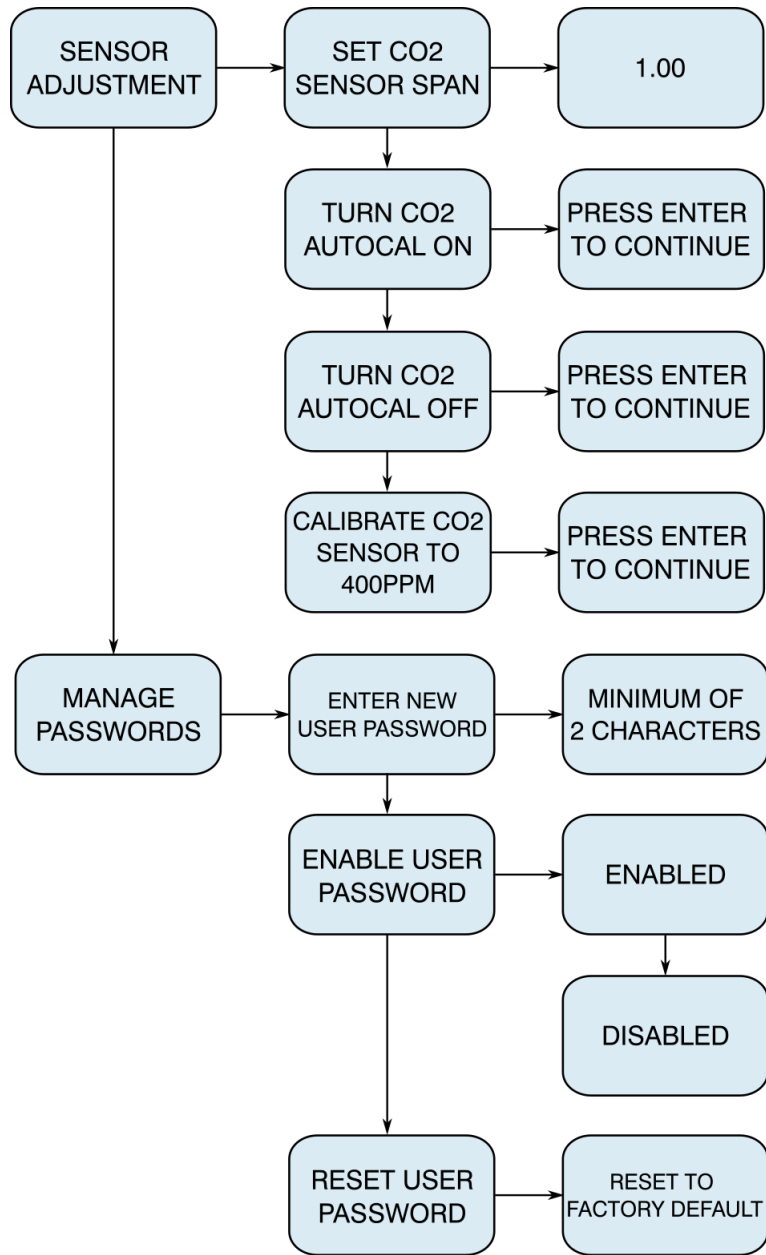 SENSOR
ADJUSTMENT
SET CO2
SENSOR SPAN
1.00
TURN CO2
AUTOCAL ON
PRESS ENTER
TO CONTINUE
TURN CO2
AUTOCAL OFF
PRESS ENTER
TO CONTINUE
CALIBRATE CO2
SENSOR TO
400PPM
PRESS ENTER
TO CONTINUE
MANAGE
PASSWORDS
ENTER NEW
USER PASSWORD
MINIMUM OF
2 CHARACTERS
ENABLE USER
PASSWORD
ENABLED
DISABLED
RESET USER
PASSWORD
RESET TO
FACTORY DEFAULT